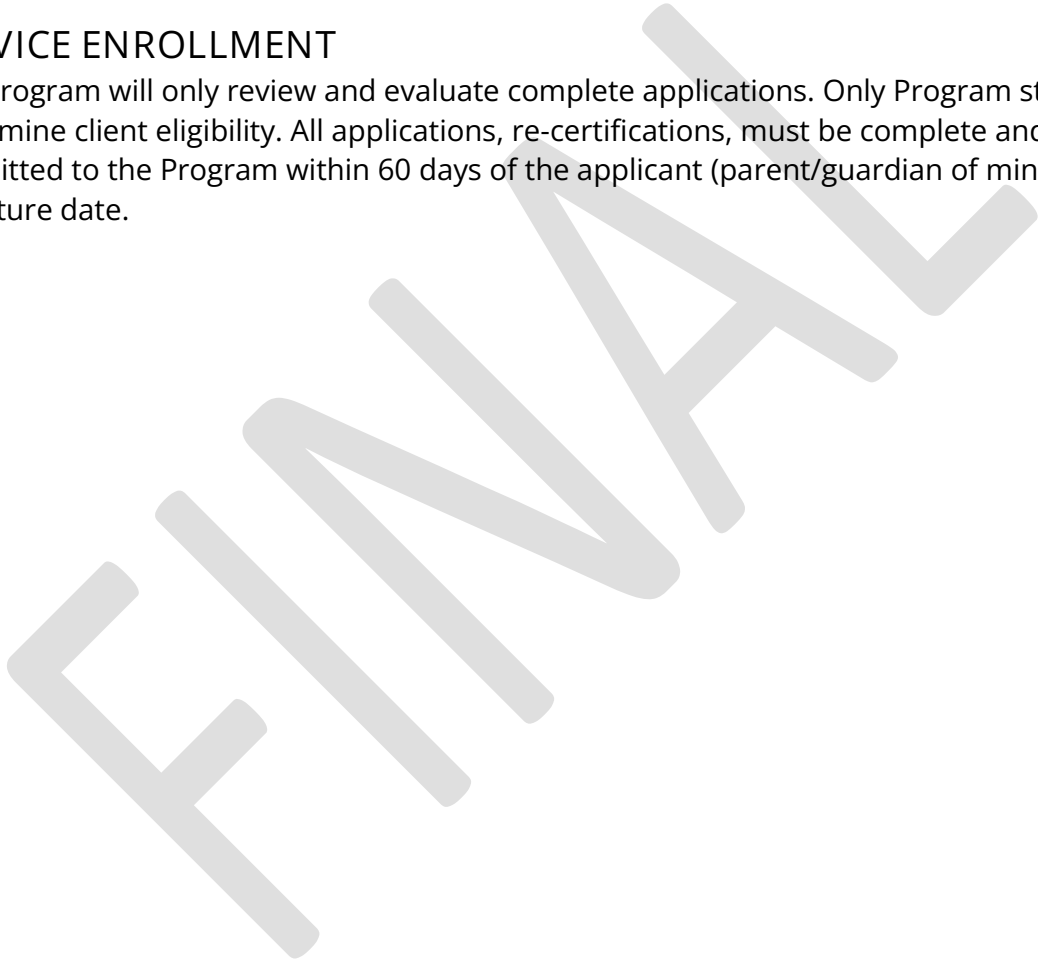 VICE ENROLLMENT
rogram will only review and evaluate complete applications. Only Program st
mine client eligibility. All applications, re-certifications, must be complete and
itted to the Program within 60 days of the applicant (parent/guardian of min
ture date.
FINAL